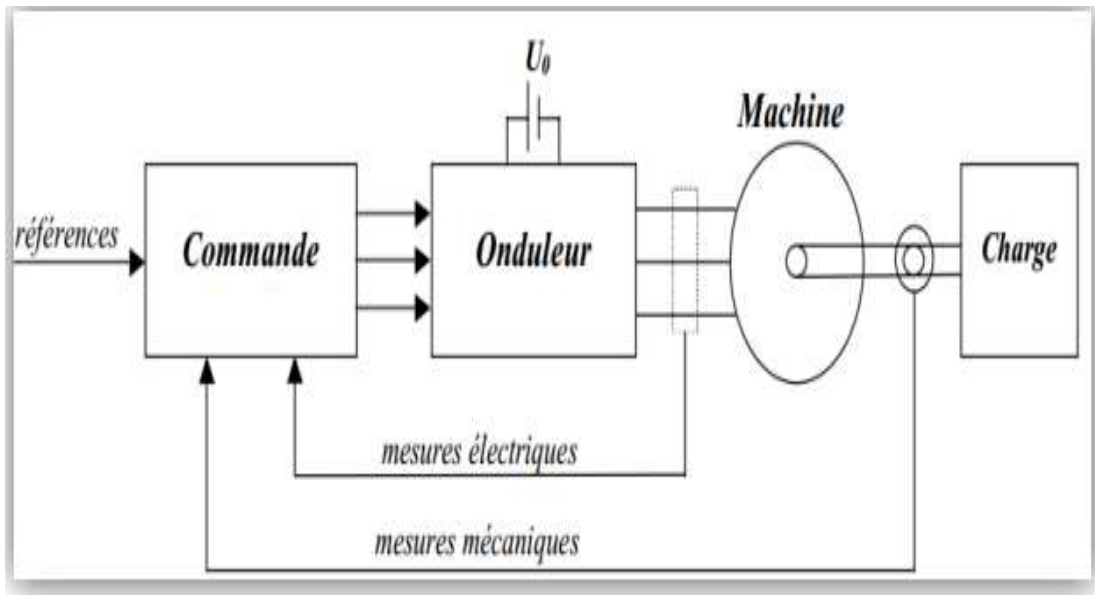 U₀
Machine
références
Commande
Onduleur
Charge
mesures électriques
mesures mécaniques